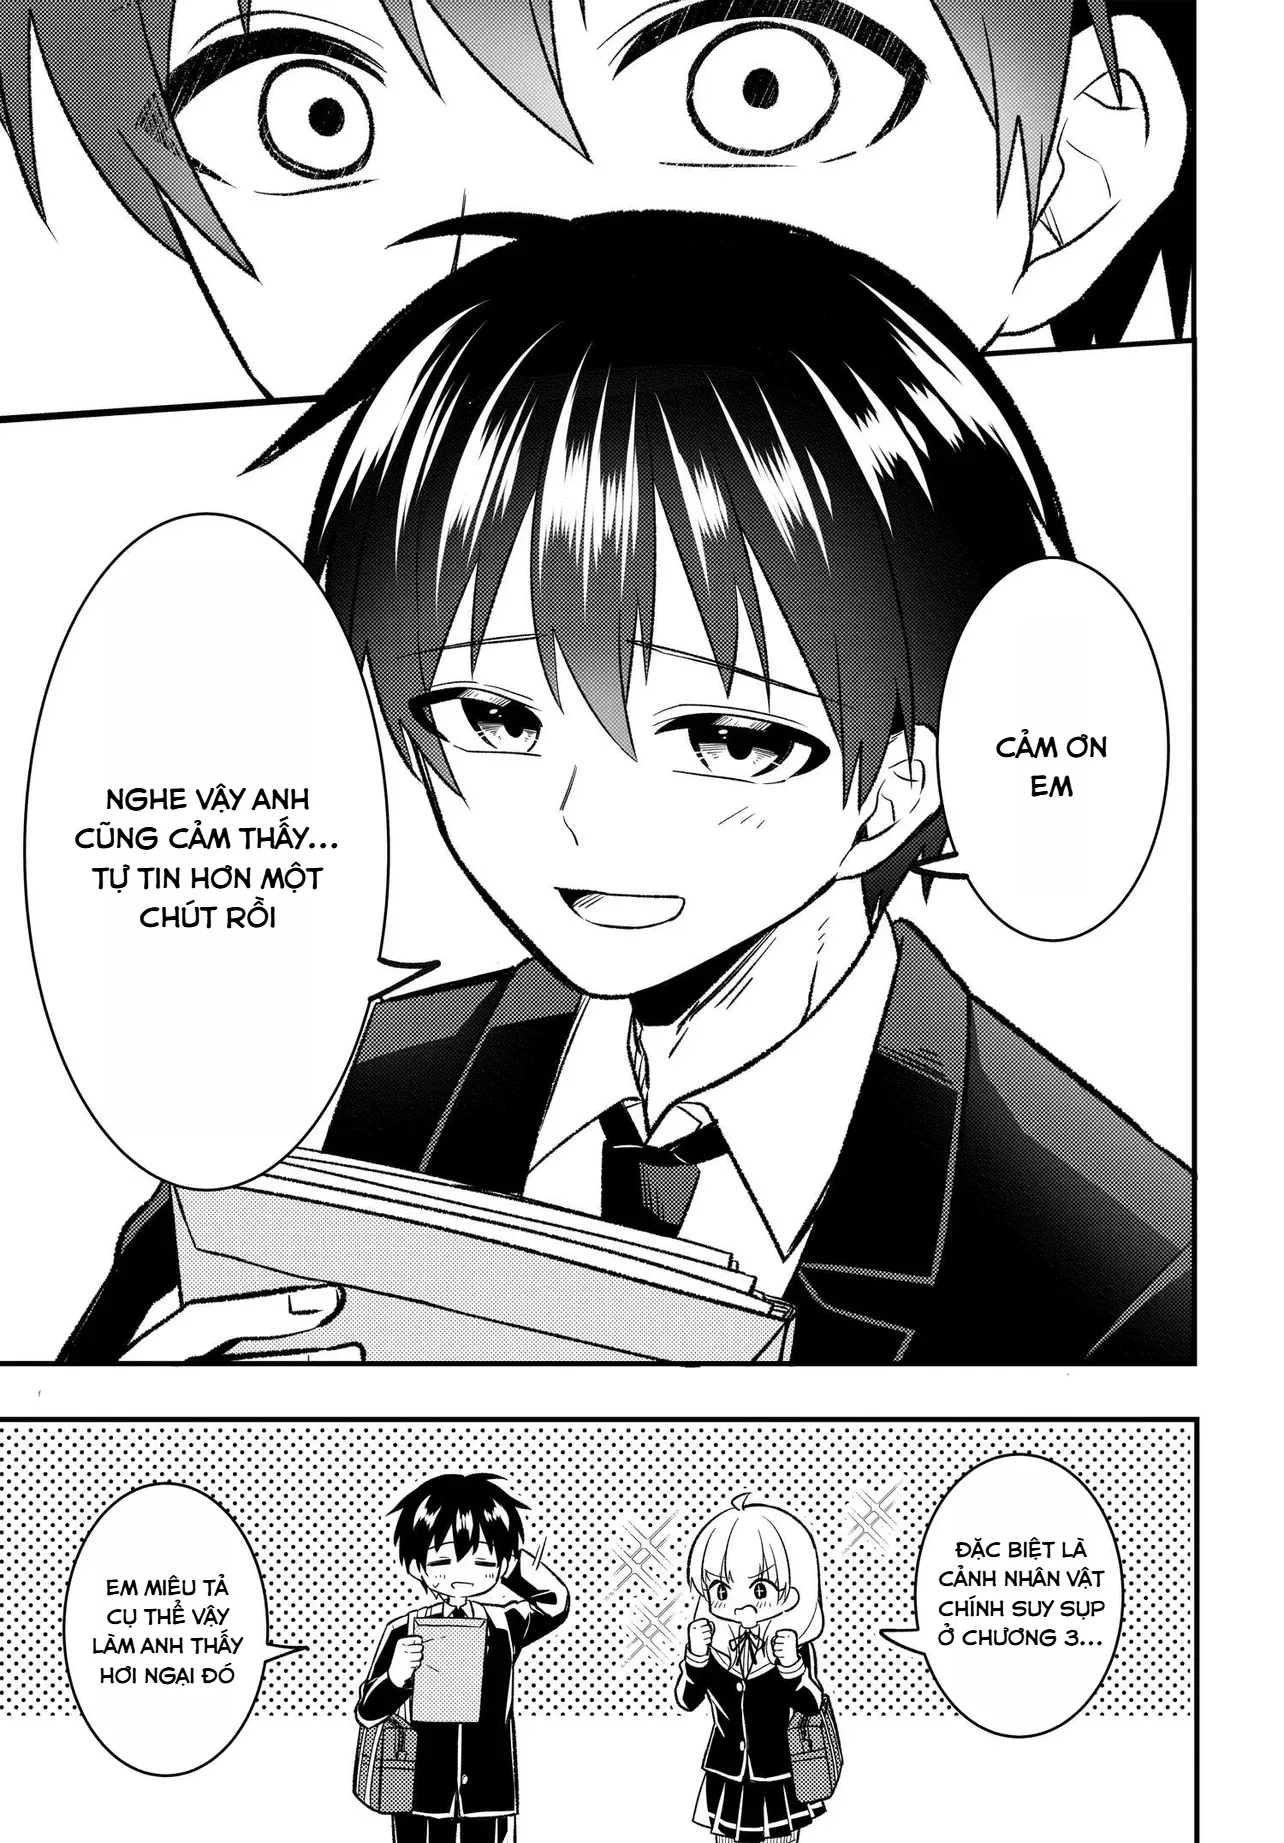 CẢM ƠN
EM
NGHE VẬY ANH
CŨNG CẢM THẤY...
TỰ TIN HƠN MỘT
CHÚT RỒI
ĐẶC BIỆT LÀ
CẢNH NHÂN VẬT
CHÍNH SUY SỤP
Ở CHƯƠNG 3...
EM MIÊU TẢ
CỤ THỂ VẬY
LÀM ANH THẤY
HƠI NGẠI ĐÓ